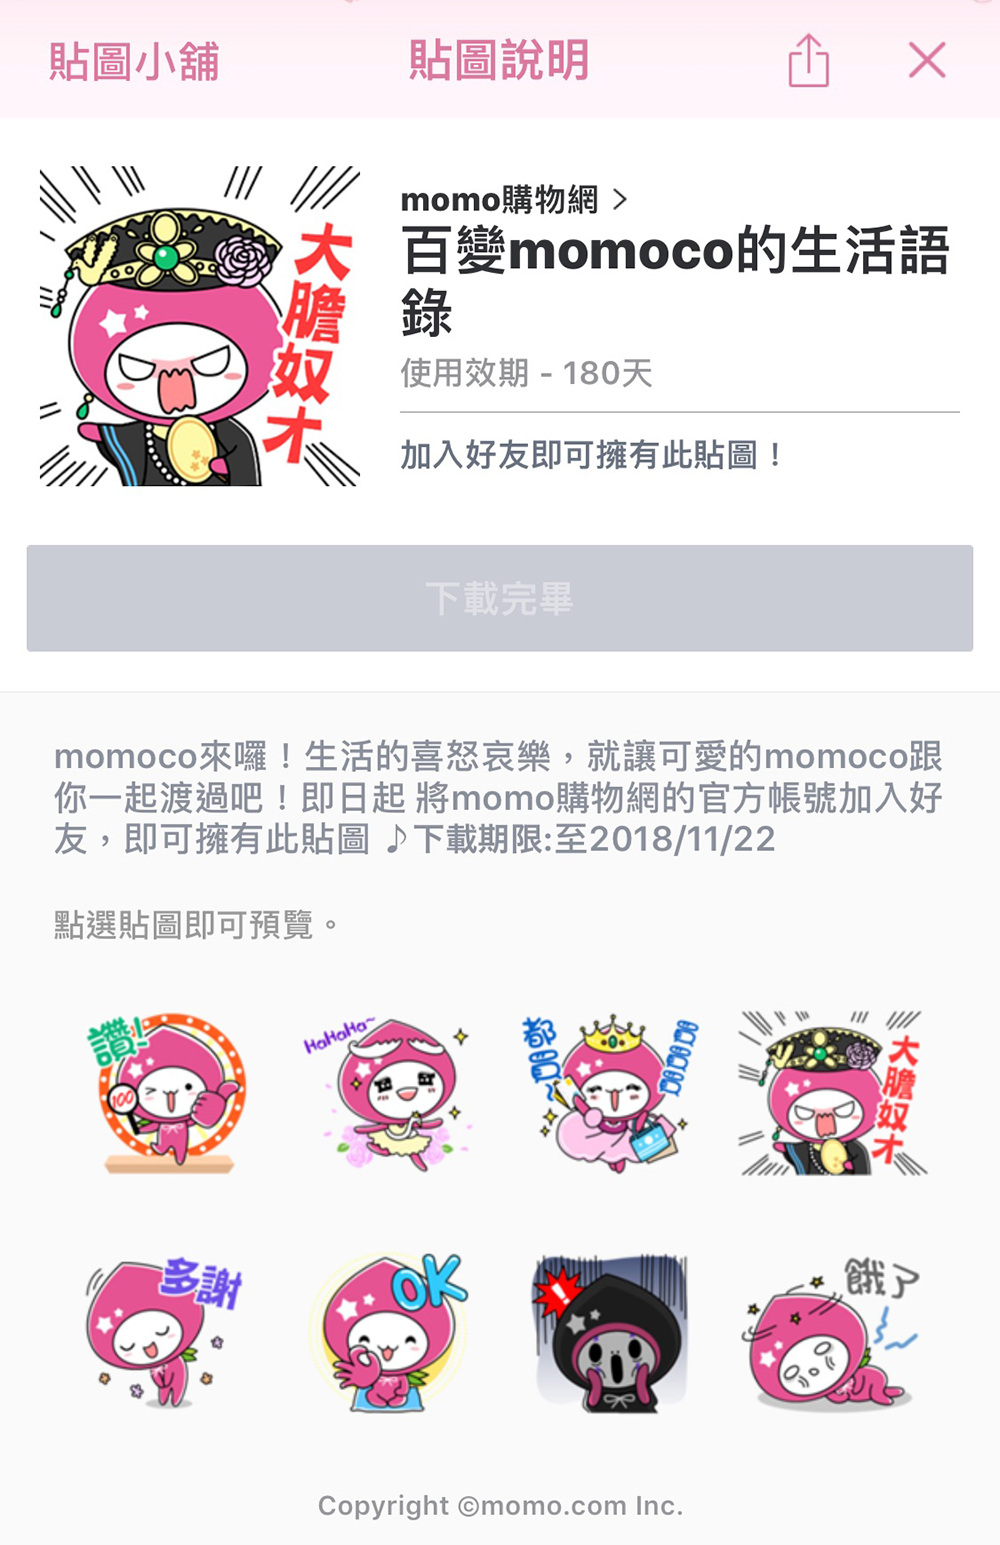 貼圖小舖
貼圖說明
大膽奴才
momo購物網 >
百變momoco的生活語
錄
使用效期 - 180天
加入好友即可擁有此貼圖！
下載完畢
momoco來囉！生活的喜怒哀樂，就讓可愛的momoco跟
你一起渡過吧！即日起 將momo購物網的官方帳號加入好
友，即可擁有此貼圖 ♪下載期限:至2018/11/22
點選貼圖即可預覽。
讚!
100
HaHaHa~
都買~
買買買買
大膽奴才
多謝
OK
!
餓了
Copyright ©momo.com Inc.